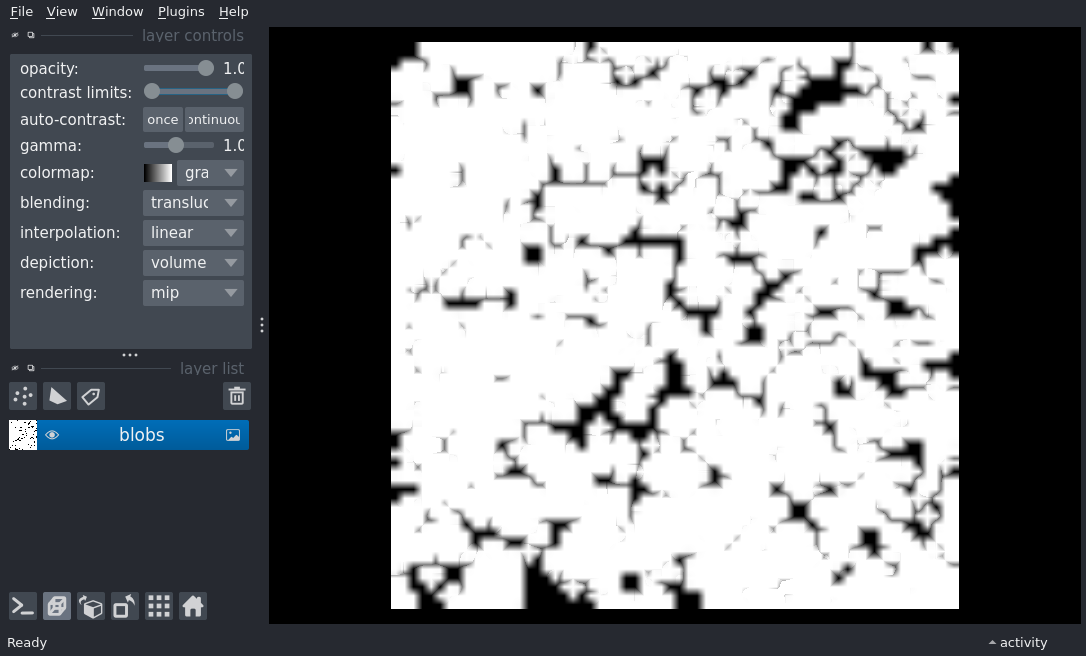 File View Window Plugins Help
layer controls
opacity: 1.0
contrast limits:
auto-contrast: once ontinuou
gamma: 1.0
colormap: gra
blending: transluc
interpolation: linear
depiction: volume
rendering: mip
layer list
blobs
Ready activity